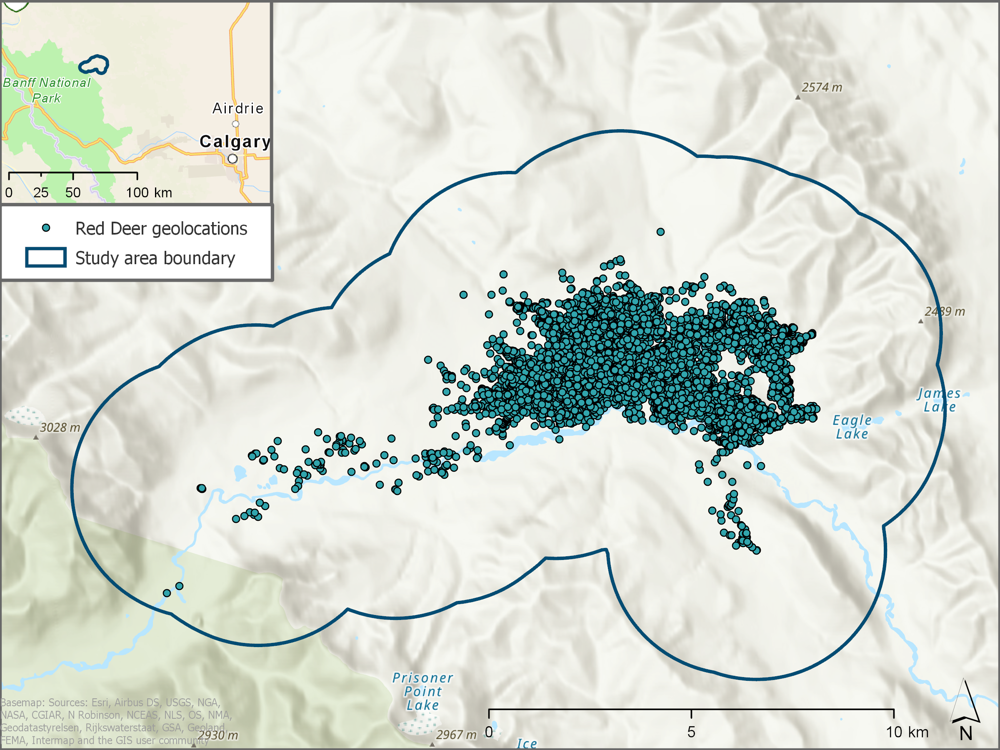 Banff National
Park
Airdrie
Calgary
0 25 50 100 km
Red Deer geolocations
Study area boundary
2574 m
2489 m
James
Lake
Eagle
Lake
3028 m
Prisoner
Point
Lake
Basemap: Sources: Esri, Airbus DS, USGS, NGA,
NASA, CGIAR, N Robinson, NCEAS, NLS, OS, NMA,
Geodatastyrelsen, Rijkswaterstaat, GSA, Geoland,
FEMA, Intermap and the GIS user community
2930 m
2967 m
0 5 10 km
Ice
N